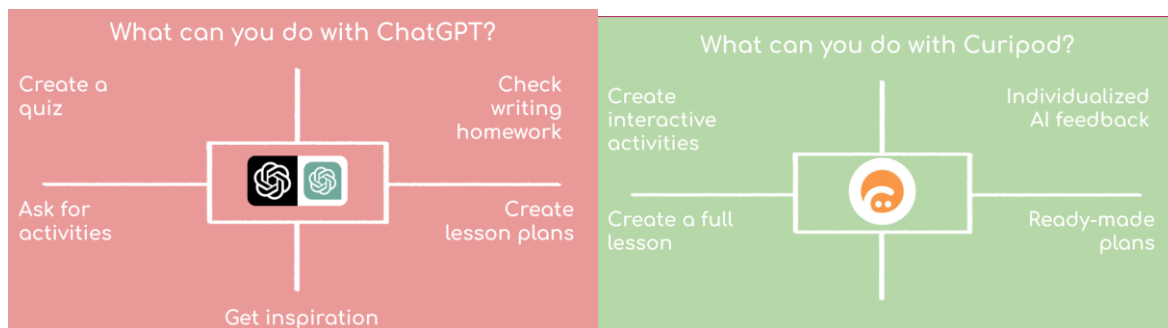 What can you do with ChatGPT?
Create a
quiz
Check
writing
homework
Ask for
activities
Create
lesson plans
Get inspiration
What can you do with Curipod?
Create
interactive
activities
Individualized
AI feedback
Create a full
lesson
Ready-made
plans